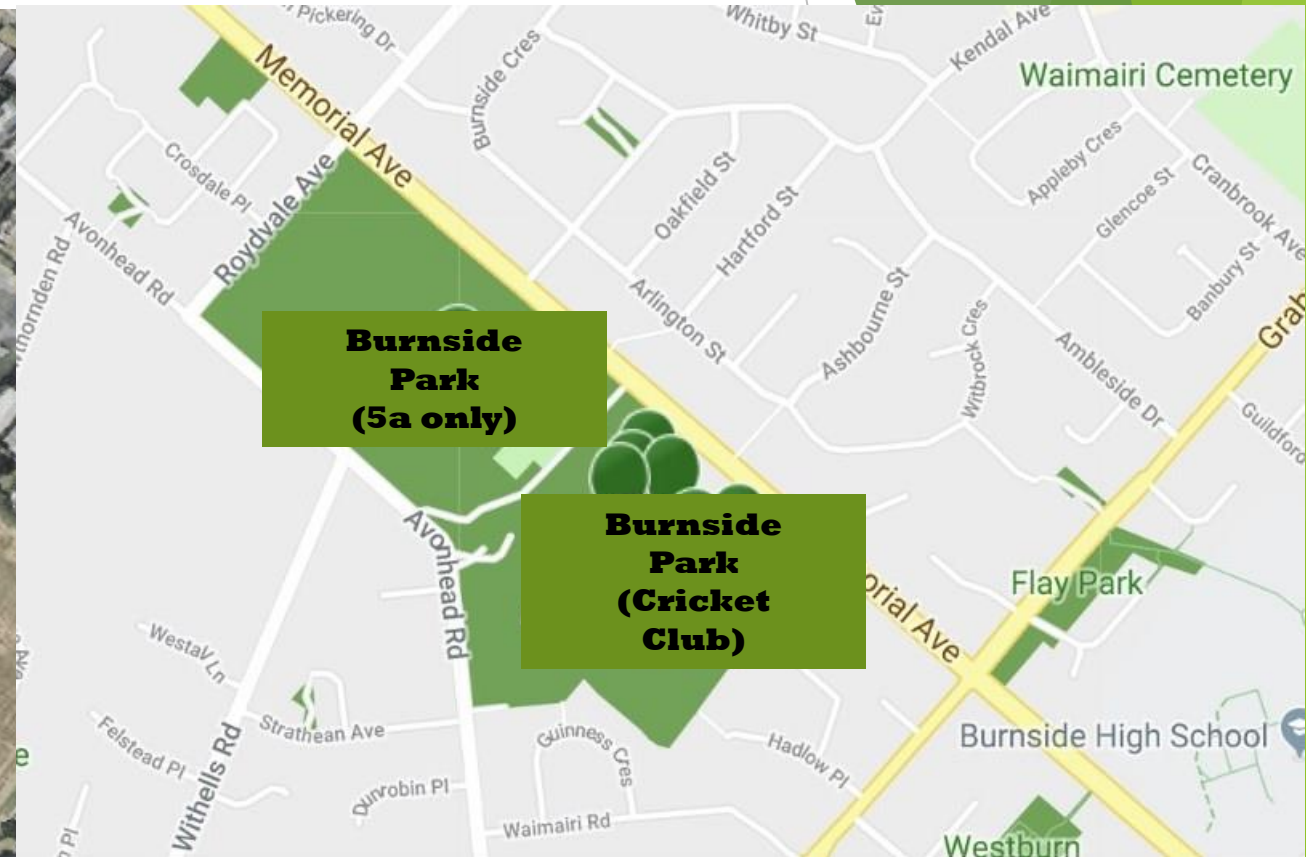 Pickering Dr
Whitby St
Kendal Ave
Waimairi Cemetery
Memorial Ave
Burnside Cres
Crosdale Pl
Roydvale Ave
Oakfield St
Hartford St
Appleby Cres
Glencoe St
Cranbrook Ave
Banbury St
Avonhead Rd
Arlington St
Ashbourne St
Witbrock Cres
Ambleside Dr
Guildford
Burnside
Park
(5a only)
Burnside
Park
(Cricket
Club)
Avonhead Rd
Flay Park
Westall Ln
Strathean Ave
Felstead Pl
Withells Rd
Guinness Cres
Hadlow Pl
Burnside High School
Dunrobin Pl
Waimairi Rd
Westburn
Pl